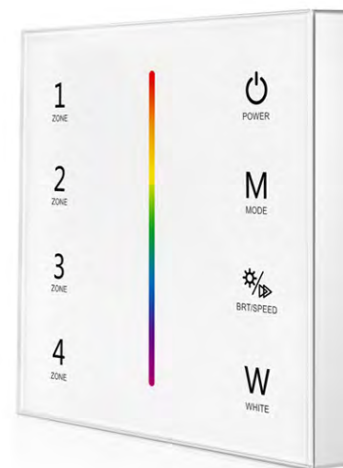 1
ZONE
2
ZONE
3
ZONE
4
ZONE
POWER
M
MODE
BRT/SPEED
W
WHITE